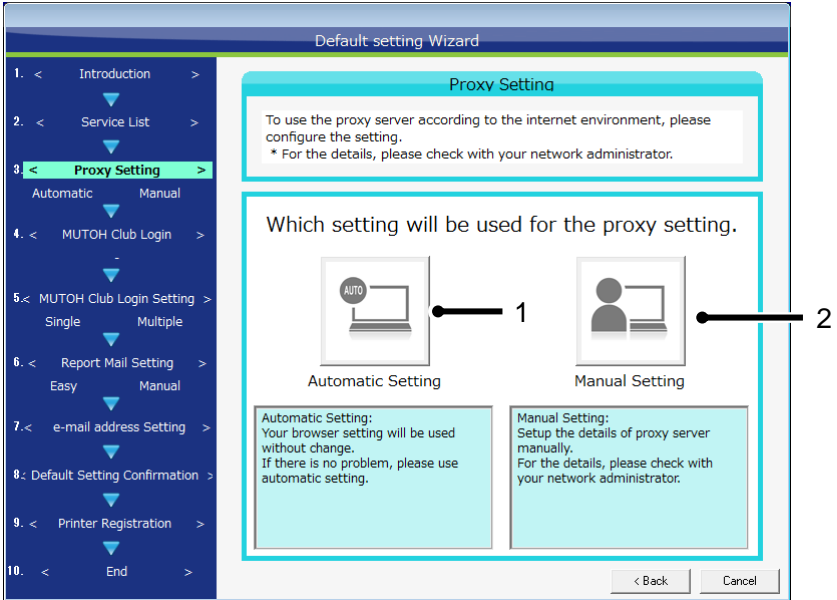 Default setting Wizard
1. < Introduction >
2. < Service List >
3. < Proxy Setting >
Automatic Manual
4. < MUTOH Club Login >
-
5.< MUTOH Club Login Setting >
Single Multiple
6. < Report Mail Setting >
Easy Manual
7.< e-mail address Setting >
8.< Default Setting Confirmation >
9. < Printer Registration >
10. < End >
Proxy Setting
To use the proxy server according to the internet environment, please
configure the setting.
* For the details, please check with your network administrator.
Which setting will be used for the proxy setting.
AUTO
1
2
Automatic Setting
Manual Setting
Automatic Setting:
Your browser setting will be used
without change.
If there is no problem, please use
automatic setting.
Manual Setting:
Setup the details of proxy server
manually.
For the details, please check with
your network administrator.
< Back
Cancel